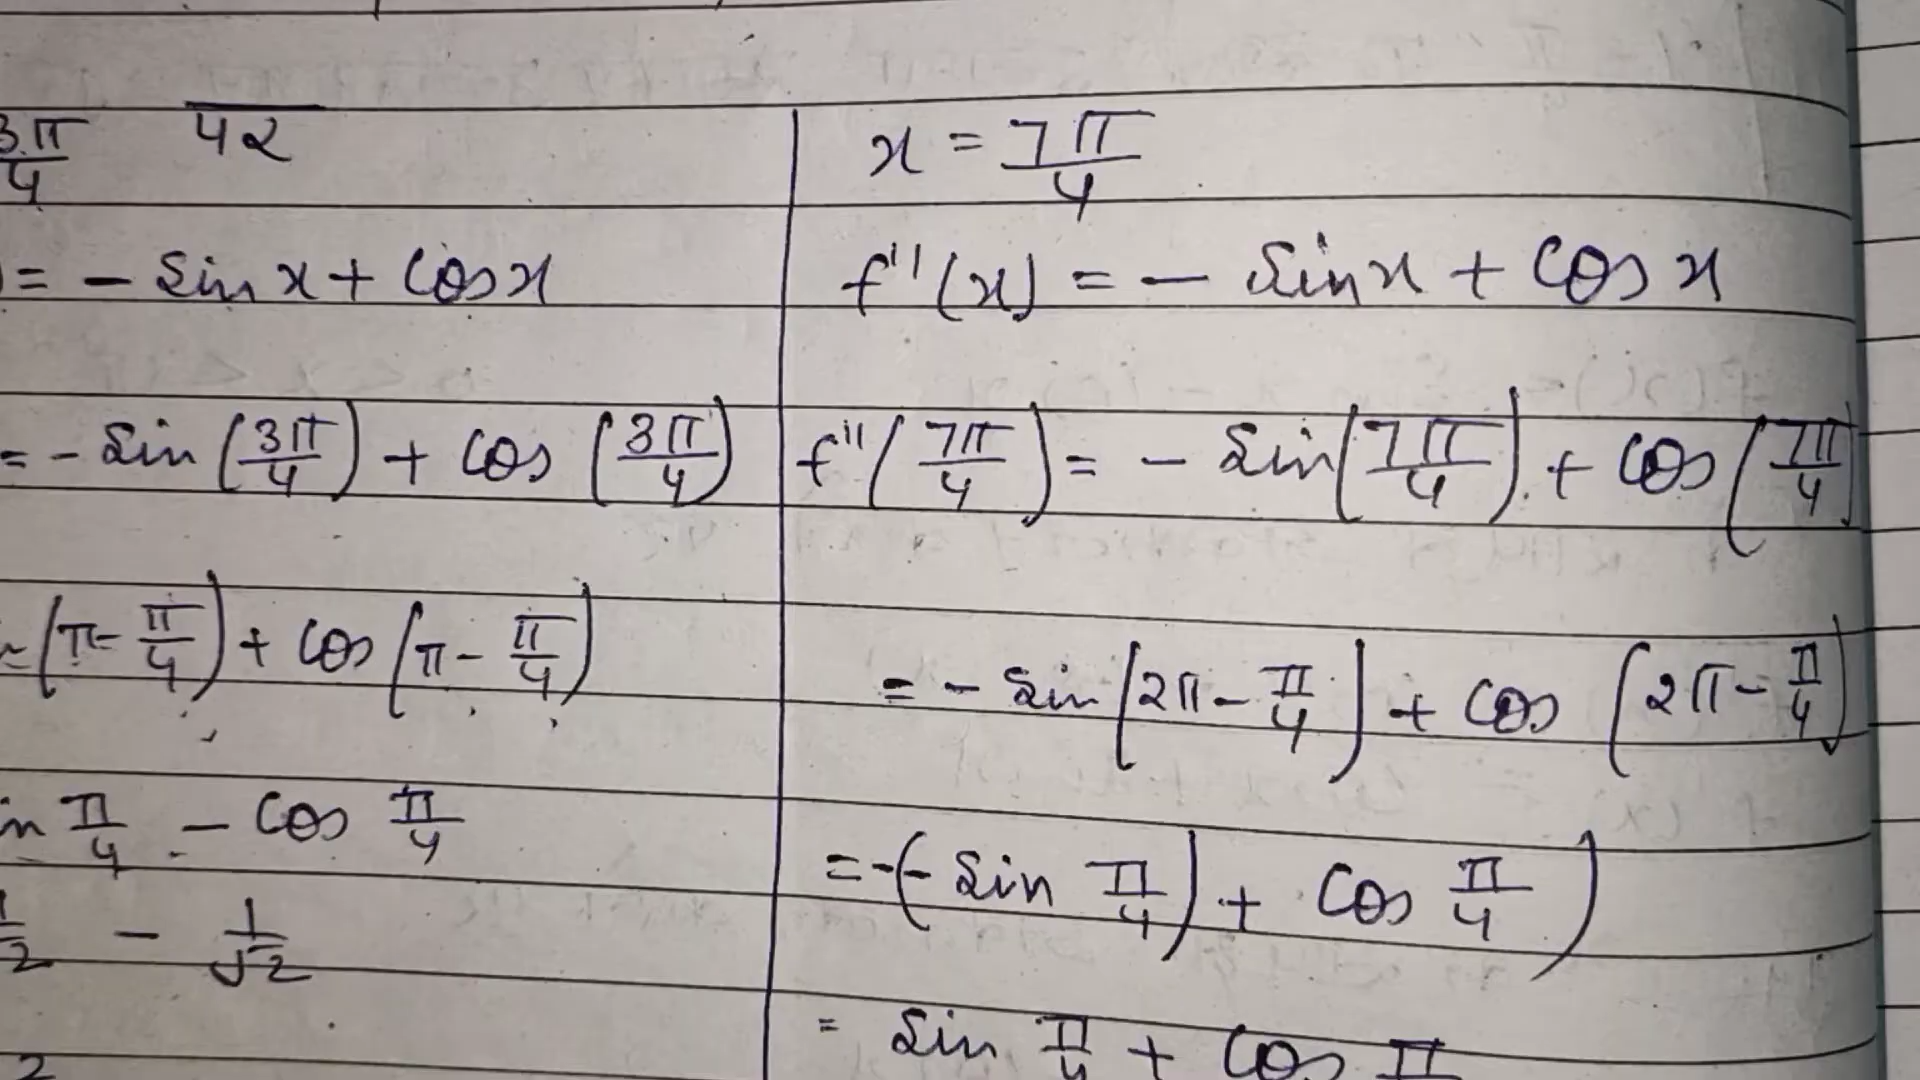 3π/4
42
= - sin x + cos x
= - sin (3π/4) + cos (3π/4)
(π - π/4) + cos (π - π/4)
π/4 - cos π/4
- 1/√2
x = 7π/4
f''(x) = - sin x + cos x
f''(7π/4) = - sin (7π/4) + cos (7π/4)
= - sin (2π - π/4) + cos (2π - π/4)
= -(- sin π/4) + cos π/4)
= sin π/4 + cos π